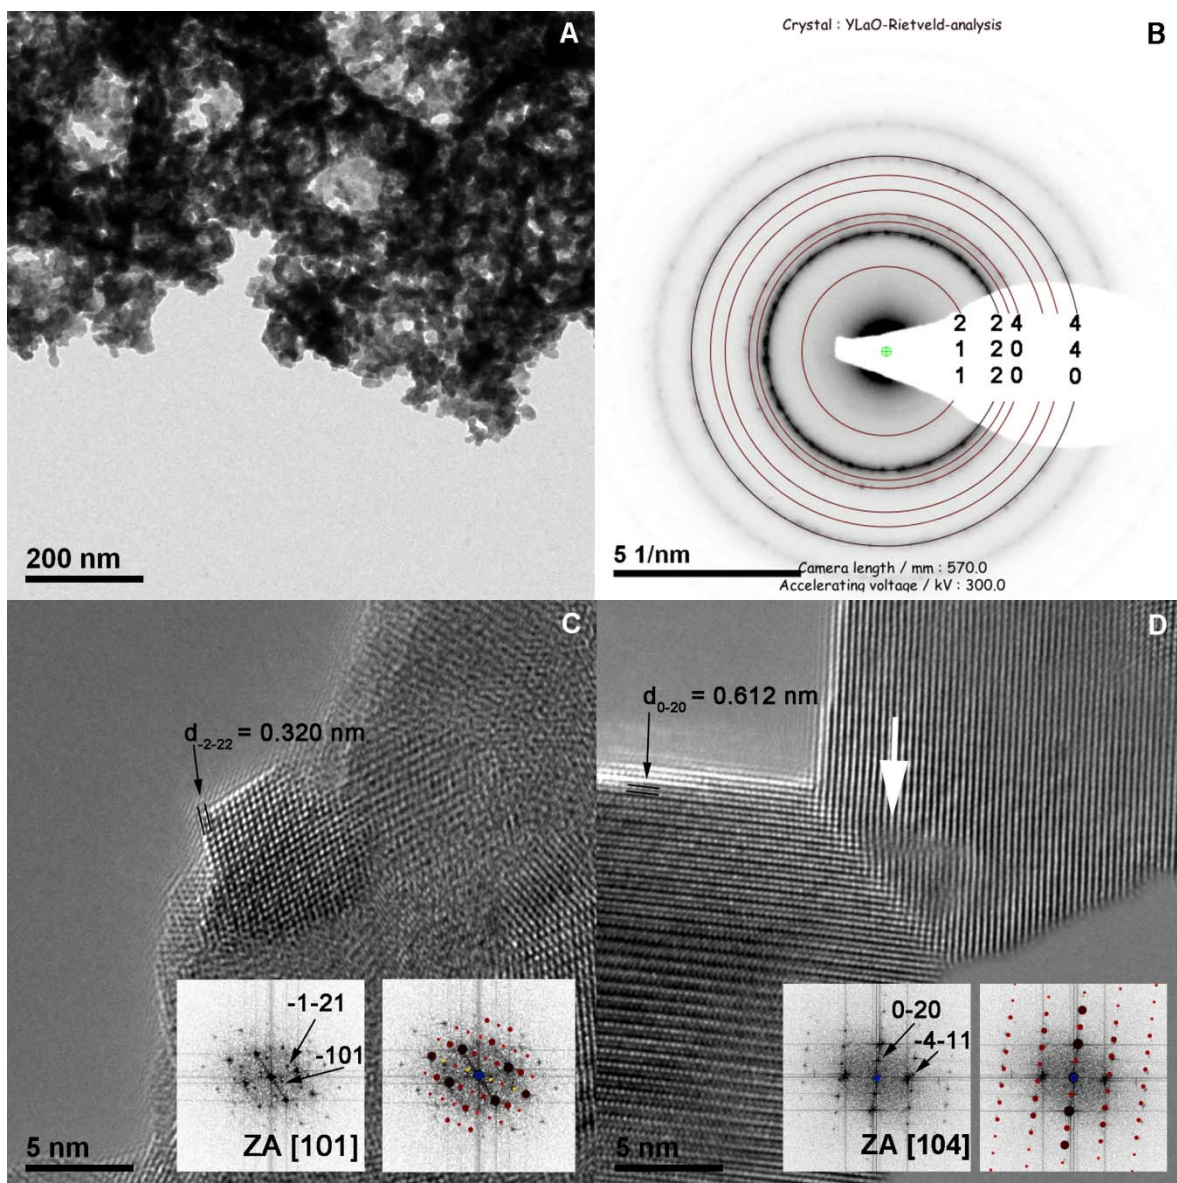 A
200 nm
Crystal : YLaO-Rietveld-analysis
B
2 2 4 4
1 2 0 4
1 2 0 0
5 1/nm
Camera length / mm : 570.0
Accelerating voltage / kV : 300.0
C
d-2-22 = 0.320 nm
-1-21
-101
ZA [101]
5 nm
D
d0-20 = 0.612 nm
0-20
-4-11
ZA [104]
5 nm